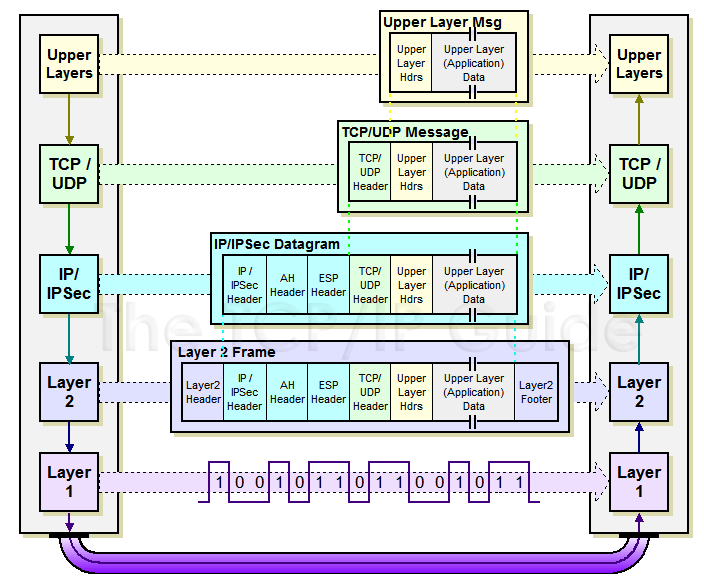 Upper Layer Msg
Upper
Layers
Upper
Layer
Hdrs
Upper Layer
(Application)
Data
Upper
Layers
TCP/UDP Message
TCP /
UDP
TCP/
UDP
Header
Upper
Layer
Hdrs
Upper Layer
(Application)
Data
TCP /
UDP
IP/IPSec Datagram
IP/
IPSec
IP /
IPSec
Header
AH
Header
ESP
Header
TCP/
UDP
Header
Upper
Layer
Hdrs
Upper Layer
(Application)
Data
IP/
IPSec
The TCP/IP Guide
Layer 2 Frame
Layer
2
Layer2
Header
IP /
IPSec
Header
AH
Header
ESP
Header
TCP/
UDP
Header
Upper
Layer
Hdrs
Upper Layer
(Application)
Data
Layer2
Footer
Layer
2
Layer
1
1 0 0 1 0 1 1 0 1 1 0 0 1 0 1 1
Layer
1